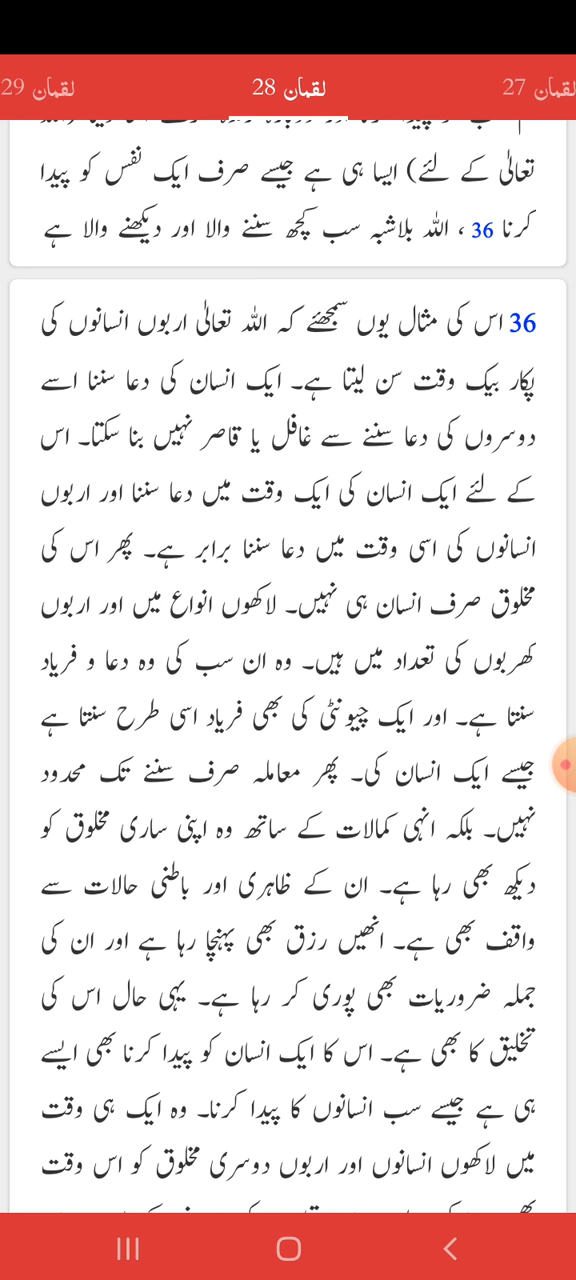 لقمان 27
لقمان 28
لقمان 29
تعالیٰ کے لئے) ایسا ہی ہے جیسے صرف ایک نفس کو پیدا
کرنا 36 ، اللہ بلاشبہ سب کچھ سننے والا اور دیکھنے والا ہے
36 اس کی مثال یوں سمجھئے کہ اللہ تعالیٰ اربوں انسانوں کی
پکار بیک وقت سن لیتا ہے۔ ایک انسان کی دعا سننا اسے
دوسروں کی دعا سننے سے غافل یا قاصر نہیں بنا سکتا۔ اس
کے لئے ایک انسان کی ایک وقت میں دعا سننا اور اربوں
انسانوں کی اسی وقت میں دعا سننا برابر ہے۔ پھر اس کی
مخلوق صرف انسان ہی نہیں۔ لاکھوں انواع میں اور اربوں
کھربوں کی تعداد میں ہیں۔ وہ ان سب کی وہ دعا و فریاد
سنتا ہے۔ اور ایک چیونٹی کی بھی فریاد اسی طرح سنتا ہے
جیسے ایک انسان کی۔ پھر معاملہ صرف سننے تک محدود
نہیں۔ بلکہ انہی کمالات کے ساتھ وہ اپنی ساری مخلوق کو
دیکھ بھی رہا ہے۔ ان کے ظاہری اور باطنی حالات سے
واقف بھی ہے۔ انھیں رزق بھی پہنچا رہا ہے اور ان کی
جملہ ضروریات بھی پوری کر رہا ہے۔ یہی حال اس کی
تخلیق کا بھی ہے۔ اس کا ایک انسان کو پیدا کرنا بھی ایسے
ہی ہے جیسے سب انسانوں کا پیدا کرنا۔ وہ ایک ہی وقت
میں لاکھوں انسانوں اور اربوں دوسری مخلوق کو اس وقت